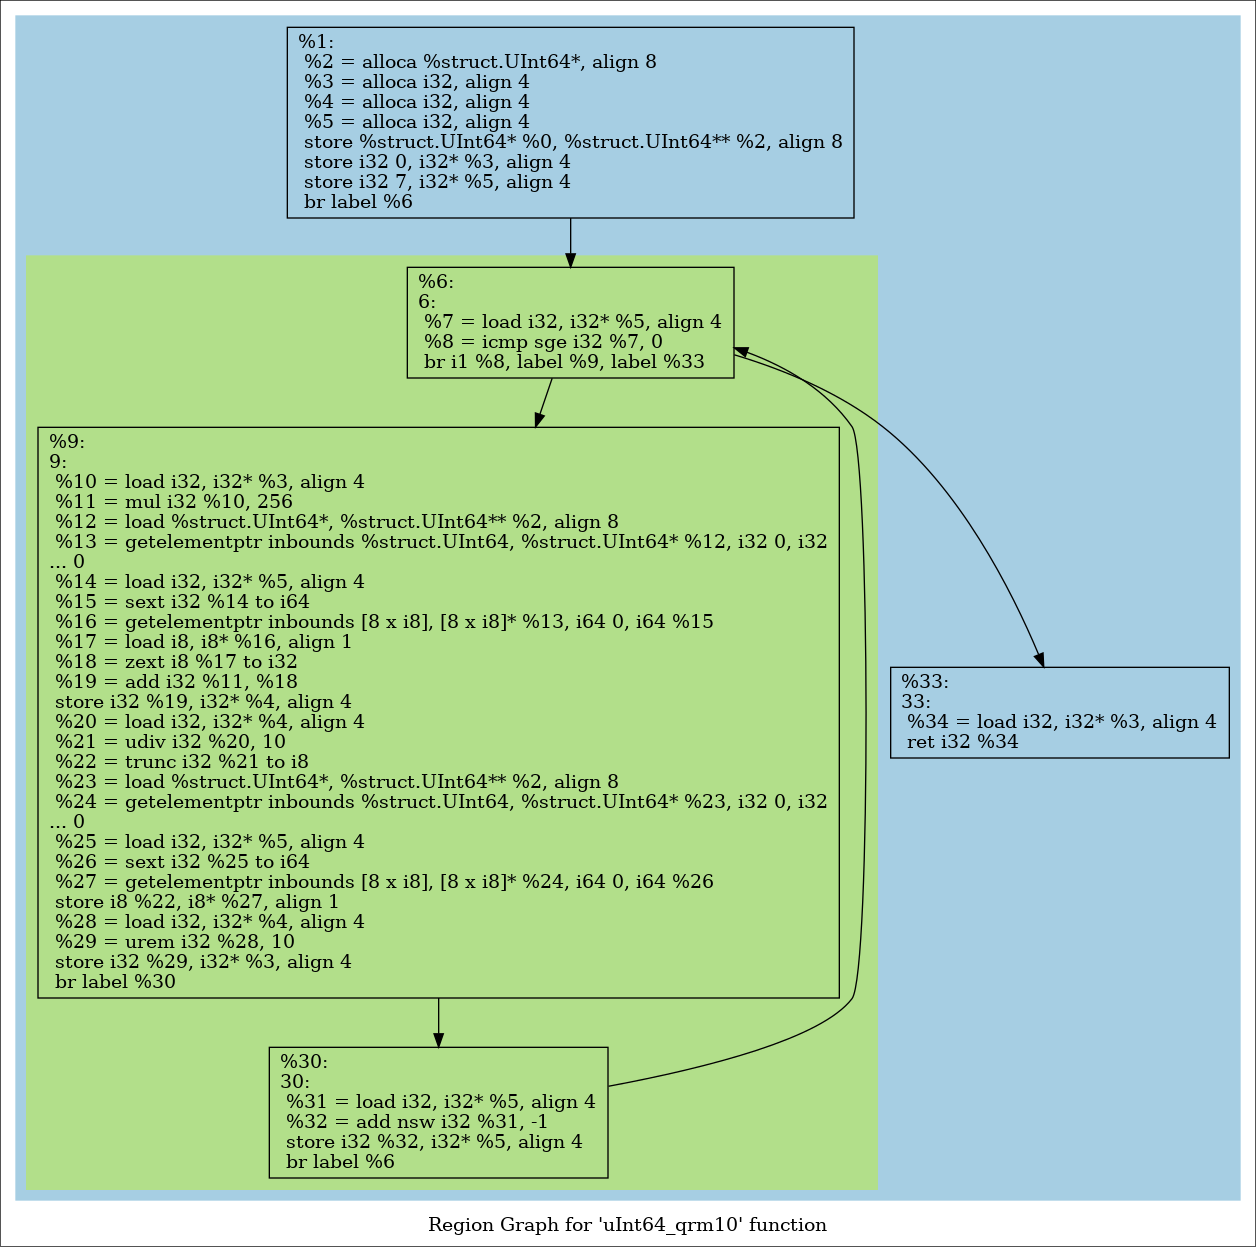 %1:
%2 = alloca %struct.UInt64*, align 8
%3 = alloca i32, align 4
%4 = alloca i32, align 4
%5 = alloca i32, align 4
store %struct.UInt64* %0, %struct.UInt64** %2, align 8
store i32 0, i32* %3, align 4
store i32 7, i32* %5, align 4
br label %6
%6:
6:
%7 = load i32, i32* %5, align 4
%8 = icmp sge i32 %7, 0
br i1 %8, label %9, label %33
%9:
9:
%10 = load i32, i32* %3, align 4
%11 = mul i32 %10, 256
%12 = load %struct.UInt64*, %struct.UInt64** %2, align 8
%13 = getelementptr inbounds %struct.UInt64, %struct.UInt64* %12, i32 0, i32
... 0
%14 = load i32, i32* %5, align 4
%15 = sext i32 %14 to i64
%16 = getelementptr inbounds [8 x i8], [8 x i8]* %13, i64 0, i64 %15
%17 = load i8, i8* %16, align 1
%18 = zext i8 %17 to i32
%19 = add i32 %11, %18
store i32 %19, i32* %4, align 4
%20 = load i32, i32* %4, align 4
%21 = udiv i32 %20, 10
%22 = trunc i32 %21 to i8
%23 = load %struct.UInt64*, %struct.UInt64** %2, align 8
%24 = getelementptr inbounds %struct.UInt64, %struct.UInt64* %23, i32 0, i32
... 0
%25 = load i32, i32* %5, align 4
%26 = sext i32 %25 to i64
%27 = getelementptr inbounds [8 x i8], [8 x i8]* %24, i64 0, i64 %26
store i8 %22, i8* %27, align 1
%28 = load i32, i32* %4, align 4
%29 = urem i32 %28, 10
store i32 %29, i32* %3, align 4
br label %30
%33:
33:
%34 = load i32, i32* %3, align 4
ret i32 %34
%30:
30:
%31 = load i32, i32* %5, align 4
%32 = add nsw i32 %31, -1
store i32 %32, i32* %5, align 4
br label %6
Region Graph for 'uInt64_qrm10' function